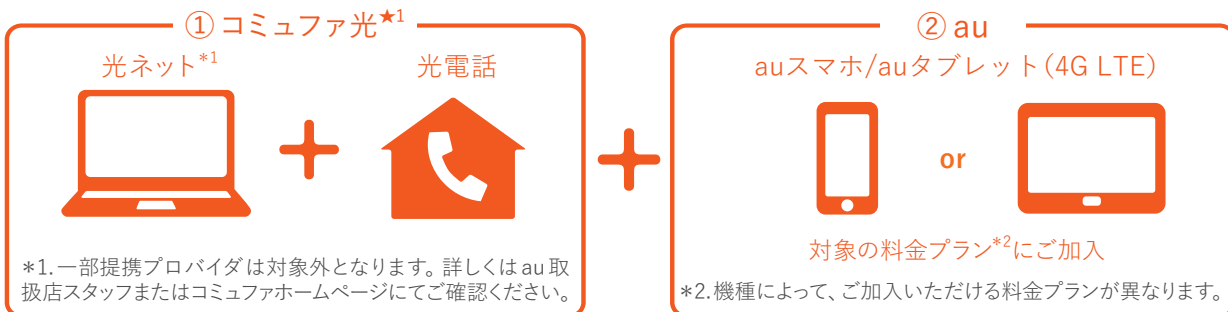 ①コミュファ光★1
光ネット*1
光電話
*1.一部提携プロバイダは対象外となります。詳しくはau取
扱店スタッフまたはコミュファホームページにてご確認ください。
②au
auスマホ/auタブレット(4G LTE)
or
対象の料金プラン*2にご加入
*2.機種によって、ご加入いただける料金プランが異なります。